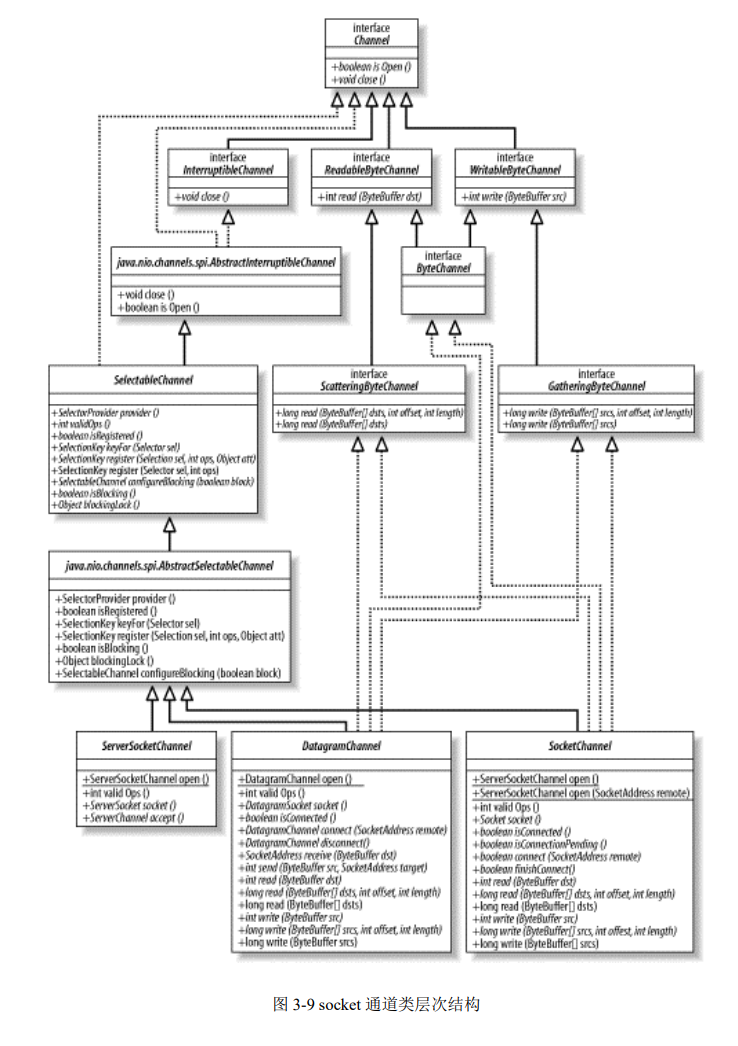 interface
Channel
+boolean is Open ()
+void close ()
interface
InterruptibleChannel
+void close ()
interface
ReadableByteChannel
+int read (ByteBuffer dst)
interface
WritableByteChannel
+int write (ByteBuffer src)
java.nio.channels.spi.AbstractInterruptibleChannel
+void close ()
+boolean is Open ()
interface
ByteChannel
SelectableChannel
+SelectorProvider provider ()
+int validOps ()
+boolean isRegistered ()
+SelectionKey keyFor (Selector sel)
+SelectionKey register (Selection sel, int ops, Object att)
+SelectionKey register (Selector sel, int ops)
+SelectableChannel configureBlocking (boolean block)
+boolean isBlocking ()
+Object blockingLock ()
interface
ScatteringByteChannel
+long read (ByteBuffer[] dsts, int offset, int length)
+long read (ByteBuffer[] dsts)
interface
GatheringByteChannel
+long write (ByteBuffer[] srcs, int offset, int length)
+long write (ByteBuffer[] srcs)
java.nio.channels.spi.AbstractSelectableChannel
+SelectorProvider provider ()
+boolean isRegistered ()
+SelectionKey keyFor (Selector sel)
+SelectionKey register (Selection sel, int ops, Object att)
+boolean isBlocking ()
+Object blockingLock ()
+SelectableChannel configureBlocking (boolean block)
ServerSocketChannel
+ServerSocketChannel open ()
+int valid Ops ()
+ServerSocket socket ()
+ServerChannel accept ()
DatagramChannel
+DatagramChannel open ()
+int valid Ops ()
+DatagramSocket socket ()
+boolean isConnected ()
+DatagramChannel connect (SocketAddress remote)
+DatagramChannel disconnect()
+SocketAddress receive (ByteBuffer dst)
+int send (ByteBuffer src, SocketAddress target)
+int read (ByteBuffer dst)
+long read (ByteBuffer[] dsts, int offset, int length)
+long read (ByteBuffer[] dsts)
+int write (ByteBuffer src)
+long write (ByteBuffer[] srcs, int offset, int length)
+long write (ByteBuffer srcs)
SocketChannel
+ServerSocketChannel open ()
+ServerSocketChannel open (SocketAddress remote)
+int valid Ops ()
+Socket socket ()
+boolean isConnected ()
+boolean isConnectionPending ()
+boolean connect (SocketAddress remote)
+boolean finishConnect()
+int read (ByteBuffer dst)
+long read (ByteBuffer[] dsts, int offset, int length)
+long read (ByteBuffer[] dsts)
+int write (ByteBuffer src)
+long write (ByteBuffer[] srcs, int offest, int length)
+long write (ByteBuffer[] srcs)
图 3-9 socket 通道类层次结构